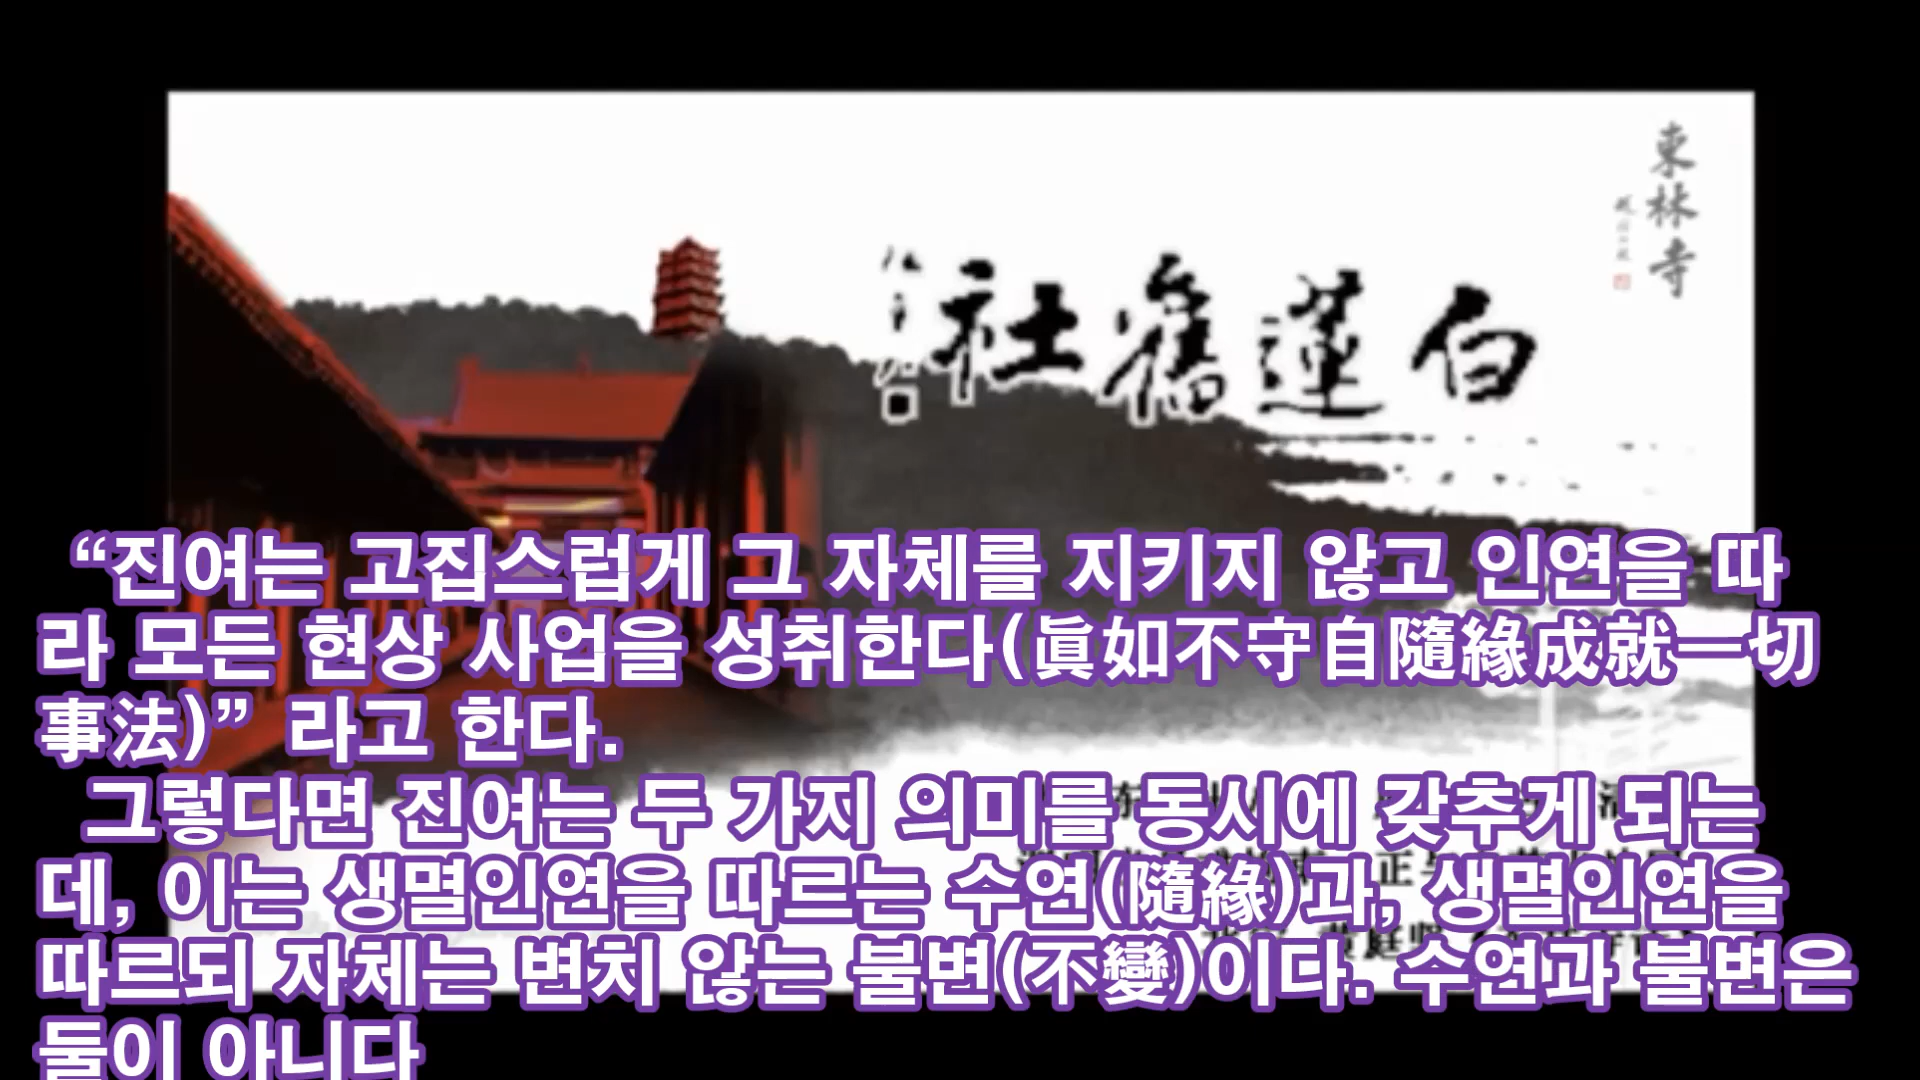 東林寺
白蓮舊社
“진여는 고집스럽게 그 자체를 지키지 않고 인연을 따
라 모든 현상 사업을 성취한다(眞如不守自隨緣成就一切
事法)” 라고 한다.
그렇다면 진여는 두 가지 의미를 동시에 갖추게 되는
데, 이는 생멸인연을 따르는 수연(隨緣)과, 생멸인연을
따르되 자체는 변치 않는 불변(不變)이다. 수연과 불변은
둘이 아니다